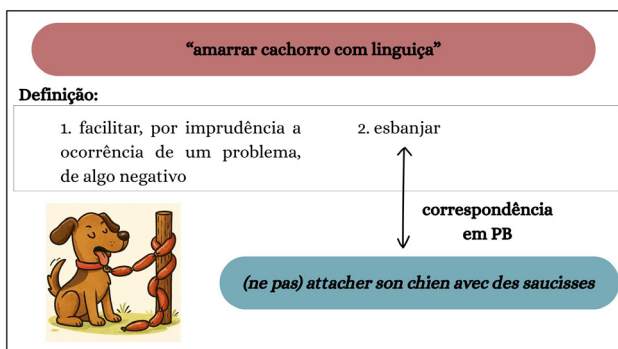 “amarrar cachorro com linguiça”
Definição:
1. facilitar, por imprudência a
ocorrência de um problema,
de algo negativo
2. esbanjar
correspondência
em PB
(ne pas) attacher son chien avec des saucisses